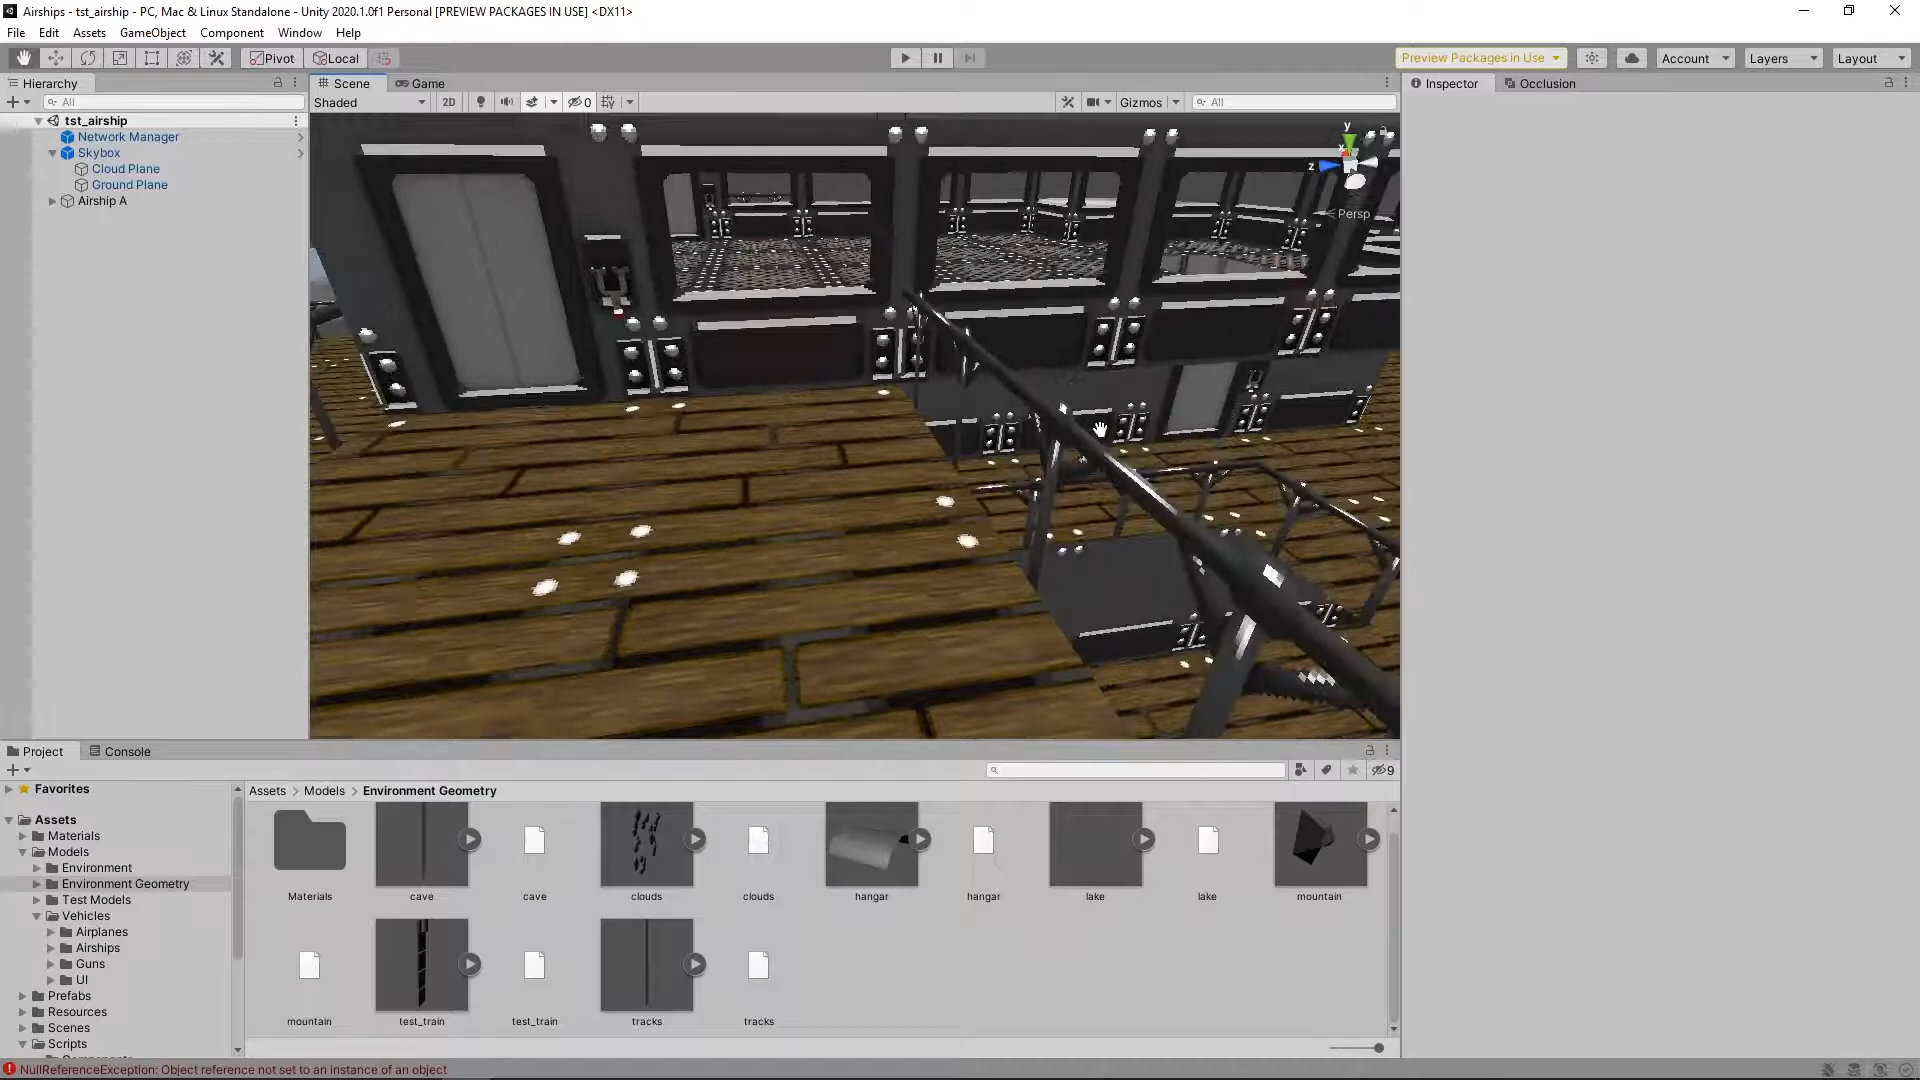 Airships - tst_airship - PC, Mac & Linux Standalone - Unity 2020.1.0f1 Personal [PREVIEW PACKAGES IN USE] <DX11>
File Edit Assets GameObject Component Window Help
Pivot Local Preview Packages in Use Account Layers Layout
Hierarchy Scene Game Inspector Occlusion
All Shaded 2D 0 Gizmos All
tst_airship
Network Manager
Skybox
Cloud Plane
Ground Plane
Airship A
y
x
z
Persp
Project Console
9
Favorites
Assets > Models > Environment Geometry
Assets
Materials
Models
Environment
Environment Geometry
Test Models
Vehicles
Airplanes
Airships
Guns
UI
Prefabs
Resources
Scenes
Scripts
Materials cave cave clouds clouds hangar hangar lake lake mountain
mountain test_train test_train tracks tracks
NullReferenceException: Object reference not set to an instance of an object